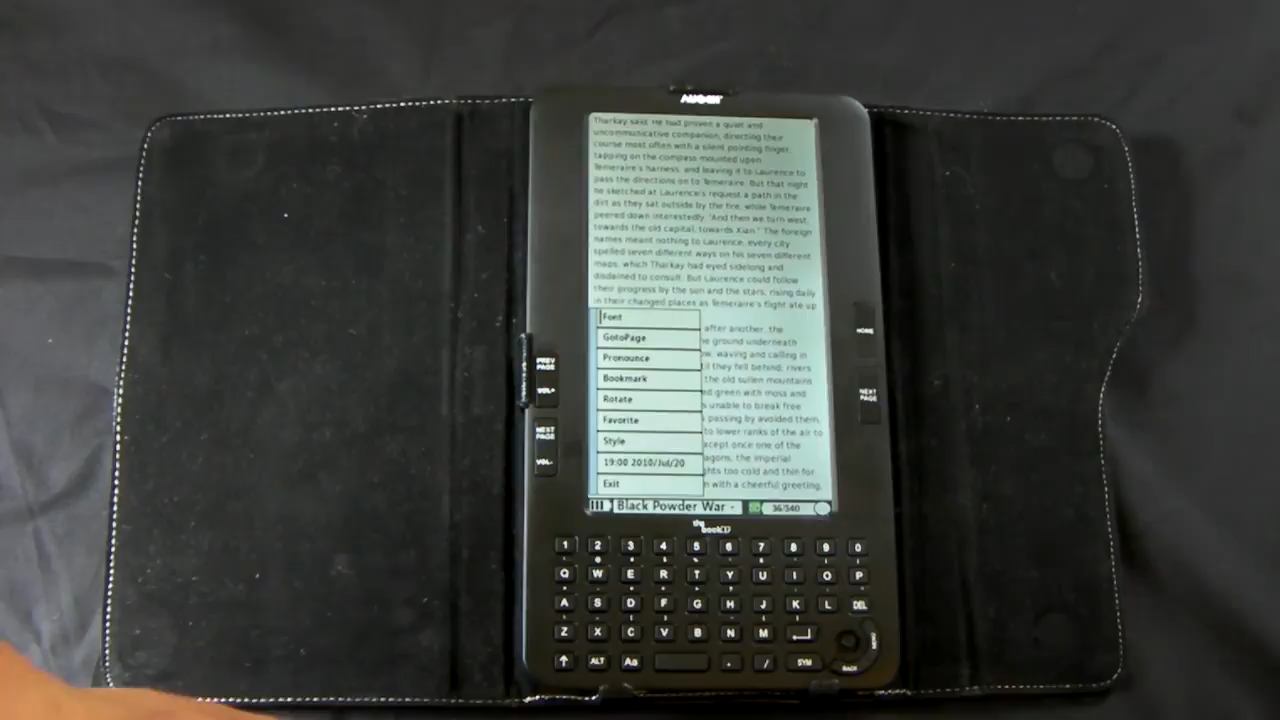 AUGEN
Tharkay said. He had proven a quiet and
uncommunicative companion, directing their
course most often with a silent pointing finger,
tapping on the compass mounted upon
Temeraire's harness, and leaving it to Laurence to
pass the directions on to Temeraire. But that night
he sketched at Laurence's request a path in the
dirt as they sat outside by the fire, while Temeraire
peered down interestedly. "And then we turn west,
towards the old capital, towards Xian." The foreign
names meant nothing to Laurence, every city
spelled seven different ways on his seven different
maps, which Tharkay had eyed sidelong and
disdained to consult. But Laurence could follow
their progress by the sun and the stars, rising daily
in their changed places as Temeraire's flight ate up
after another, the
ground underneath
waving and calling in
they fell behind; rivers
the old sullen mountains
green with moss and
unable to break free
passing by avoided them,
to lower ranks of the air to
except once one of the
the imperial
too cold and thin for
with a cheerful greeting,
Font
GotoPage
Pronounce
Bookmark
Rotate
Favorite
Style
19:00 2010/Jul/20
Exit
Black Powder War - 36/340
the
book
PREV
PAGE
VOL+
NEXT
PAGE
VOL-
HOME
NEXT
PAGE
1 2 3 4 5 6 7 8 9 0
Q W E R T Y U I O P
A S D F G H J K L DEL
Z X C V B N M
ALT Aa . / SYM
MENU
BACK